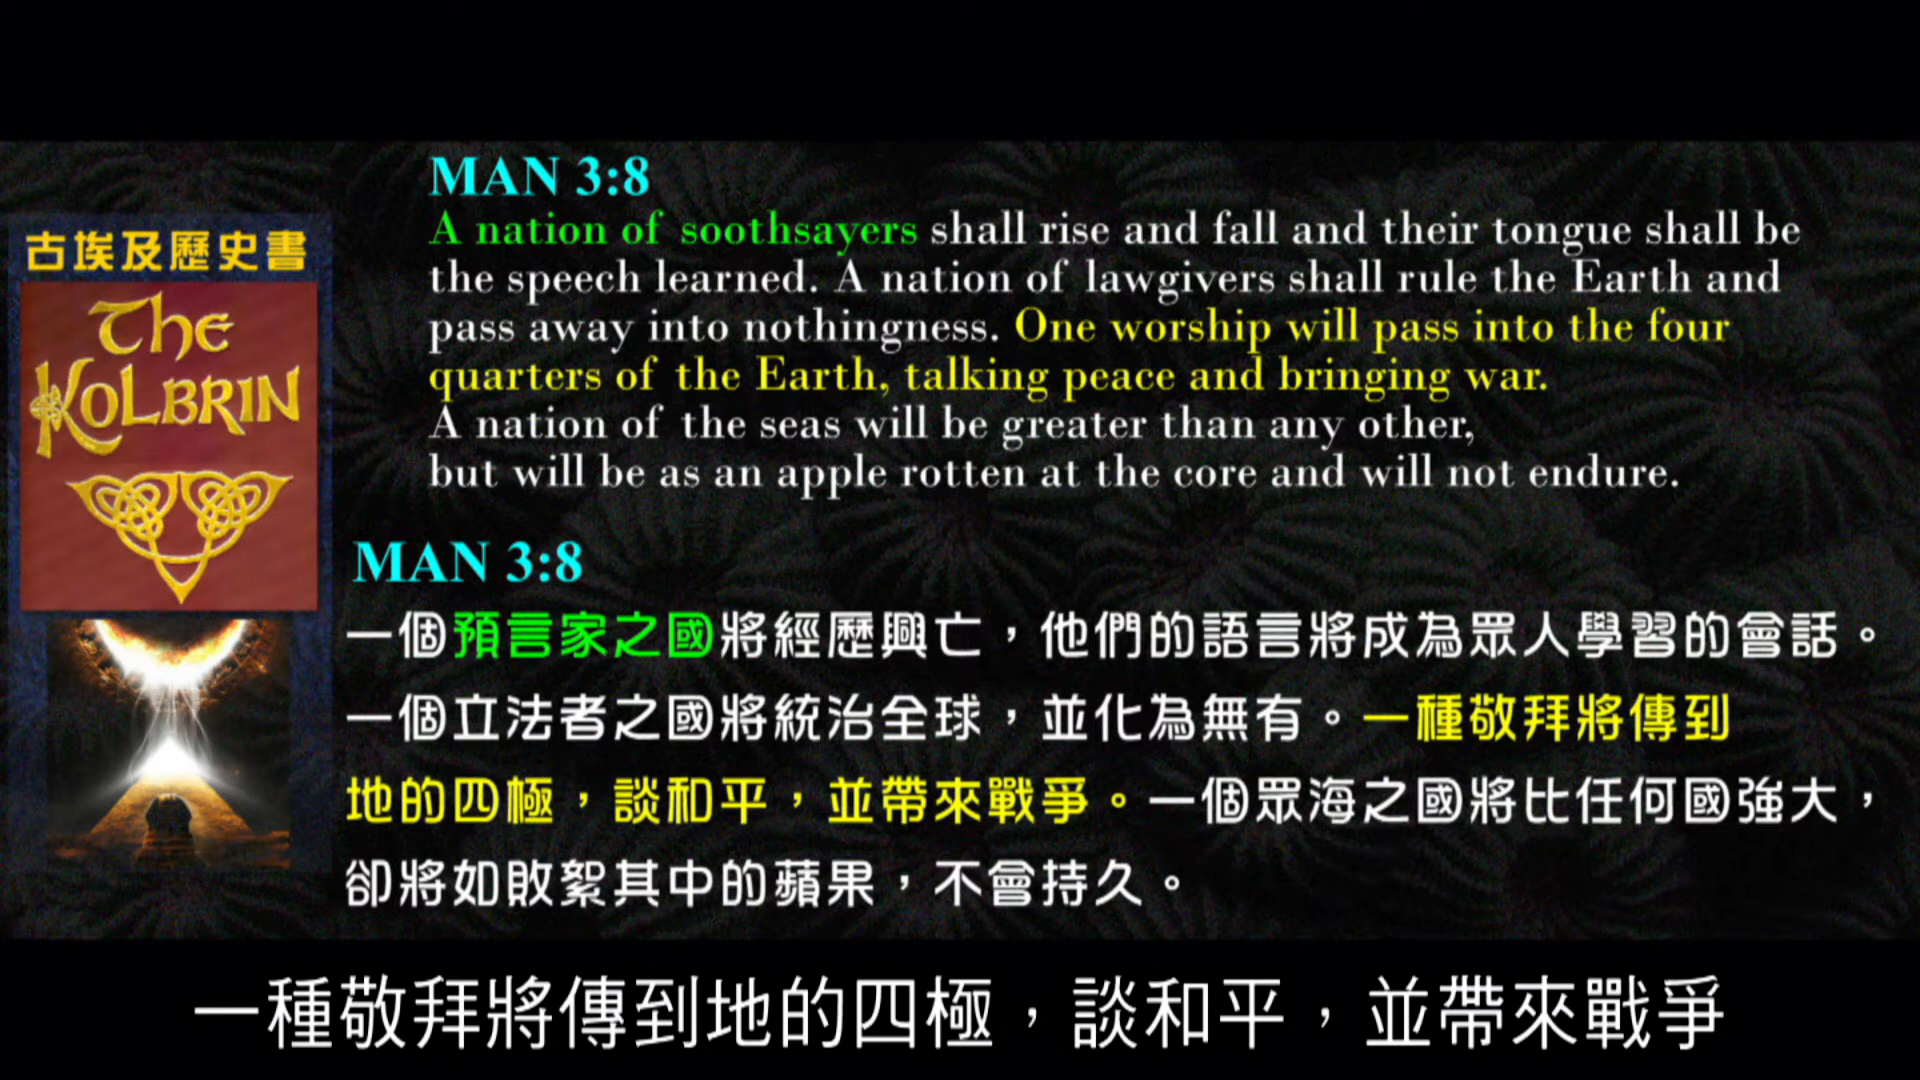 MAN 3:8
A nation of soothsayers shall rise and fall and their tongue shall be
the speech learned. A nation of lawgivers shall rule the Earth and
pass away into nothingness. One worship will pass into the four
quarters of the Earth, talking peace and bringing war.
A nation of the seas will be greater than any other,
but will be as an apple rotten at the core and will not endure.
古埃及歷史書
The
KOLBRIN
MAN 3:8
一個預言家之國將經歷興亡，他們的語言將成為眾人學習的會話。
一個立法者之國將統治全球，並化為無有。一種敬拜將傳到
地的四極，談和平，並帶來戰爭。一個眾海之國將比任何國強大，
卻將如敗絮其中的蘋果，不會持久。
一種敬拜將傳到地的四極，談和平，並帶來戰爭